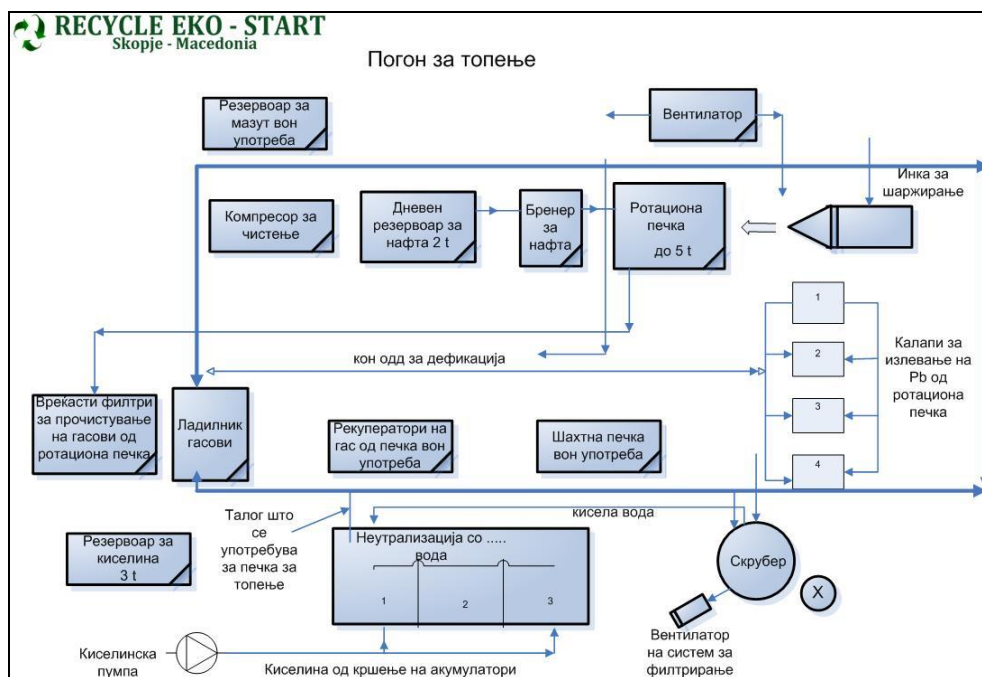 RECYCLE EKO - START
Skopje - Macedonia
Погон за топење
Резервоар за
мазут вон
употреба
Вентилатор
Инка за
шаржирање
Компресор за
чистење
Дневен
резервоар за
нафта 2 t
Бренер
за
нафта
Ротациона
печка
до 5 t
1
2
3
4
Калапи за
излевање на
Pb од
ротациона
печка
кон одд за дефикација
Врeќасти филтри
за прочистување
на гасови од
ротациона печка
Ладилник
гасови
Рекуператори на
гас од печка вон
употреба
Шахтна печка
вон употреба
Талог што
се
употребува
за печка за
топење
кисела вода
Неутрализација со .....
вода
1
2
3
Скрубер
X
Резервоар за
киселина
3 t
Вентилатор
на систем за
филтрирање
Киселинска
пумпа
Киселина од кршење на акумулатори